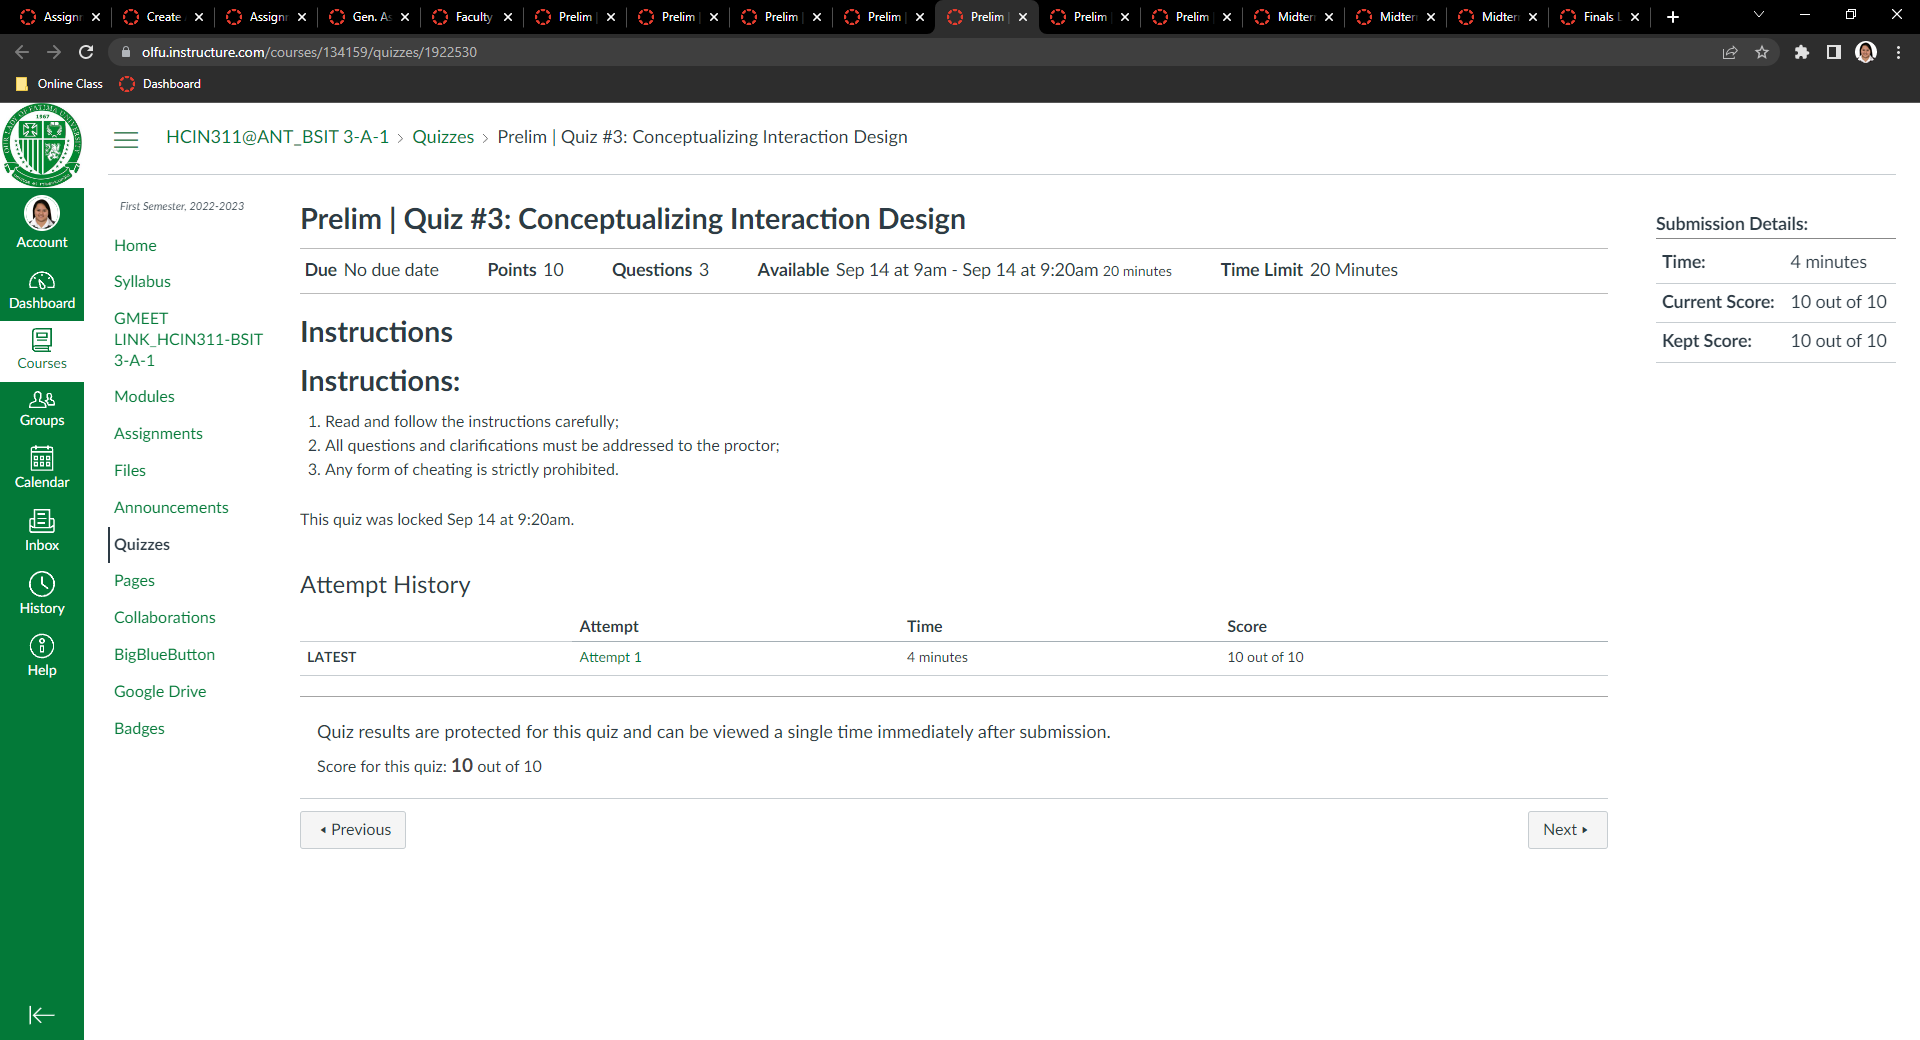 Assignr
Create
Assignr
Gen. As
Faculty
Prelim |
Prelim |
Prelim |
Prelim |
Prelim |
Prelim |
Prelim |
Midter
Midter
Midter
Finals L
olfu.instructure.com/courses/134159/quizzes/1922530
Online Class
Dashboard
1967
HCIN311@ANT_BSIT 3-A-1 > Quizzes > Prelim | Quiz #3: Conceptualizing Interaction Design
Account
Dashboard
Courses
Groups
Calendar
Inbox
History
Help
First Semester, 2022-2023
Home
Syllabus
GMEET
LINK_HCIN311-BSIT
3-A-1
Modules
Assignments
Files
Announcements
Quizzes
Pages
Collaborations
BigBlueButton
Google Drive
Badges
Prelim | Quiz #3: Conceptualizing Interaction Design
Due No due date Points 10 Questions 3 Available Sep 14 at 9am - Sep 14 at 9:20am 20 minutes Time Limit 20 Minutes
Instructions
Instructions:
1. Read and follow the instructions carefully;
2. All questions and clarifications must be addressed to the proctor;
3. Any form of cheating is strictly prohibited.
This quiz was locked Sep 14 at 9:20am.
Attempt History
Attempt Time Score
LATEST Attempt 1 4 minutes 10 out of 10
Quiz results are protected for this quiz and can be viewed a single time immediately after submission.
Score for this quiz: 10 out of 10
Previous
Next
Submission Details:
Time: 4 minutes
Current Score: 10 out of 10
Kept Score: 10 out of 10